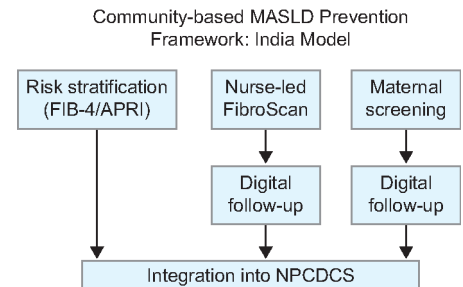 Community-based MASLD Prevention
Framework: India Model
Risk stratification
(FIB-4/APRI)
Nurse-led
FibroScan
Maternal
screening
Digital
follow-up
Digital
follow-up
Integration into NPCDCS